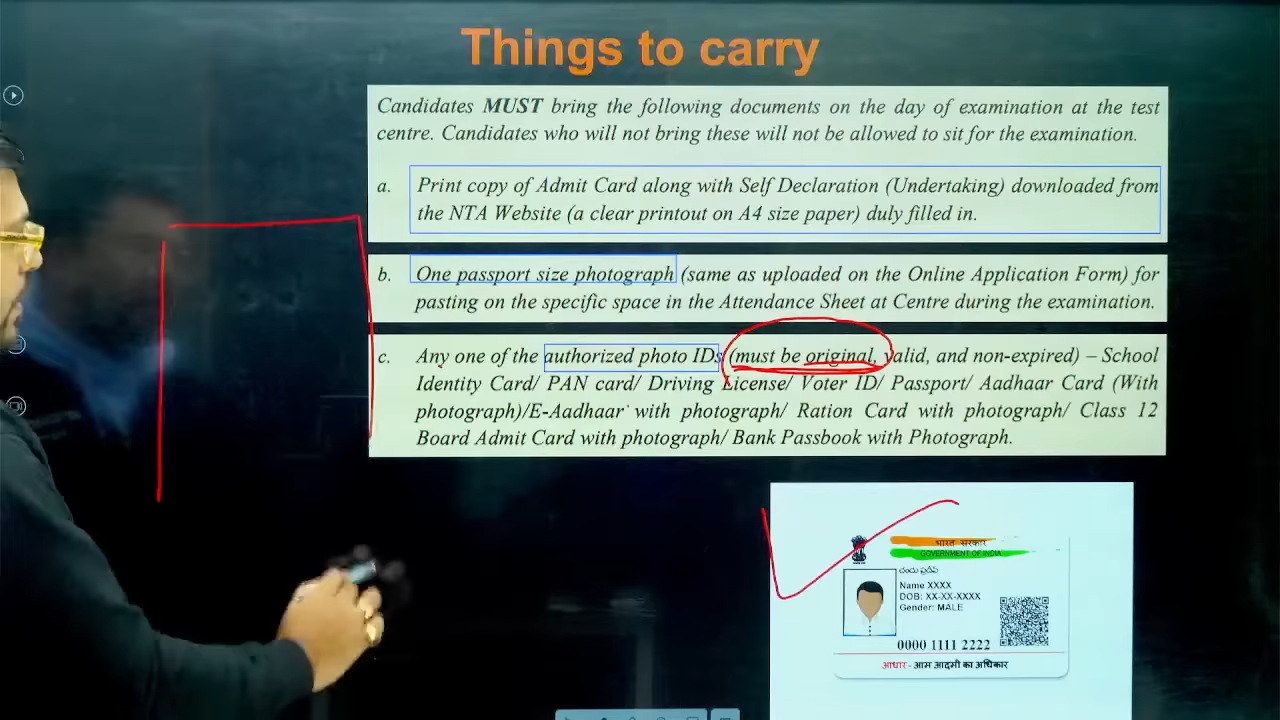 Things to carry
Candidates MUST bring the following documents on the day of examination at the test
centre. Candidates who will not bring these will not be allowed to sit for the examination.
a. Print copy of Admit Card along with Self Declaration (Undertaking) downloaded from
the NTA Website (a clear printout on A4 size paper) duly filled in.
b. One passport size photograph (same as uploaded on the Online Application Form) for
pasting on the specific space in the Attendance Sheet at Centre during the examination.
c. Any one of the authorized photo IDs (must be original, valid, and non-expired) – School
Identity Card/ PAN card/ Driving License/ Voter ID/ Passport/ Aadhaar Card (With
photograph)/E-Aadhaar with photograph/ Ration Card with photograph/ Class 12
Board Admit Card with photograph/ Bank Passbook with Photograph.
भारत सरकार
GOVERNMENT OF INDIA
Name XXXX
DOB: XX-XX-XXXX
Gender: MALE
0000 1111 2222
आधार - आम आदमी का अधिकार